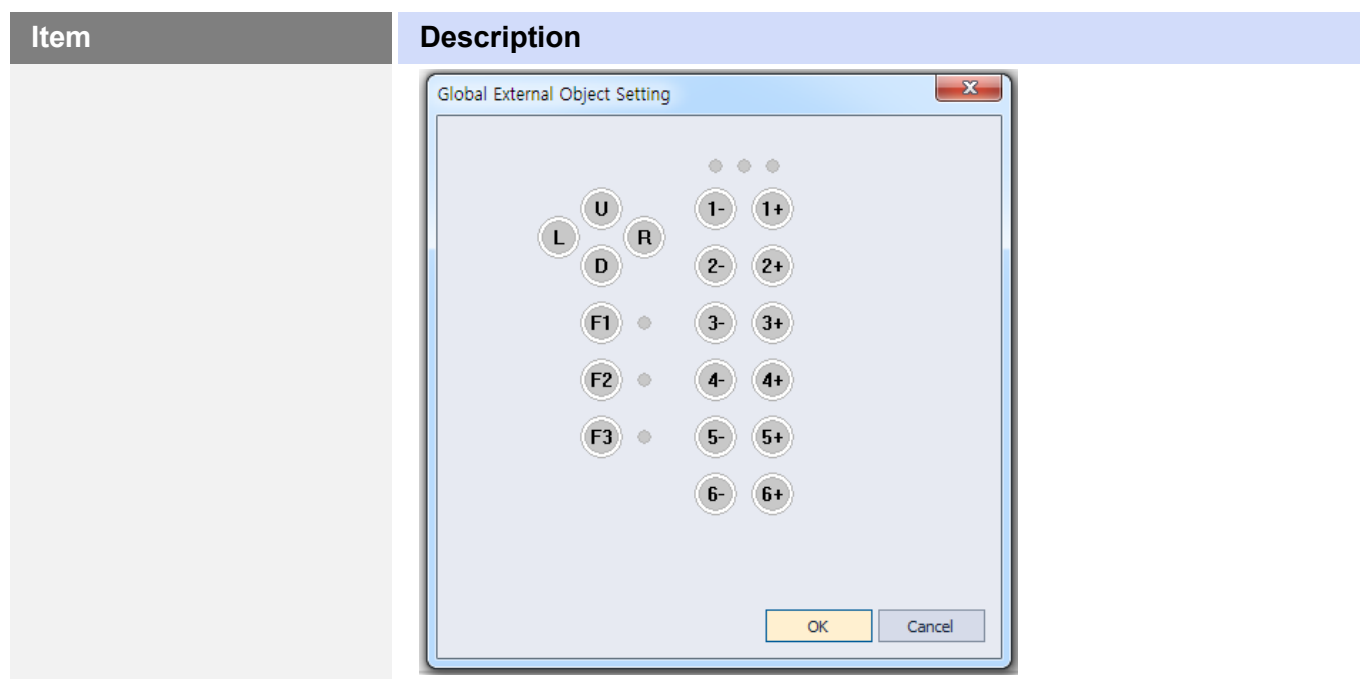 Item Description
Global External Object Setting
U 1- 1+
L R
D 2- 2+
F1 3- 3+
F2 4- 4+
F3 5- 5+
6- 6+
OK Cancel